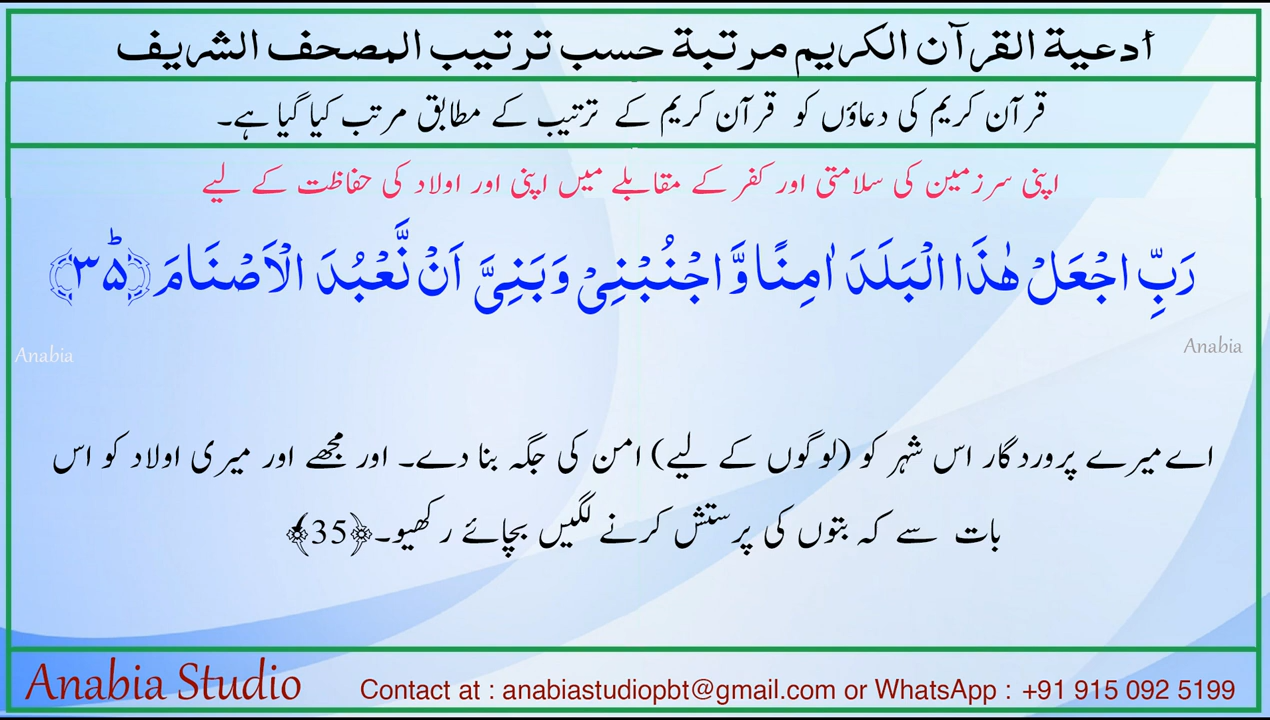 أدعية القرآن الكريم مرتبة حسب ترتيب المصحف الشريف
قرآن کریم کی دعاؤں کو قرآن کریم کے ترتیب کے مطابق مرتب کیا گیا ہے۔
اپنی سرزمین کی سلامتی اور کفر کے مقابلے میں اپنی اور اولاد کی حفاظت کے لیے
رَبِّ اجْعَلْ هٰذَا الْبَلَدَ اٰمِنًا وَّ اجْنُبْنِیْ وَ بَنِیَّ اَنْ نَّعْبُدَ الْاَصْنَامَ ﴿ؕ۳۵﴾
Anabia
Anabia
اے میرے پروردگار اس شہر کو (لوگوں کے لیے) امن کی جگہ بنا دے۔ اور مجھے اور میری اولاد کو اس
بات سے کہ بتوں کی پرستش کرنے لگیں بچائے رکھیو۔﴿35﴾
Anabia Studio
Contact at : anabiastudiopbt@gmail.com or WhatsApp : +91 915 092 5199